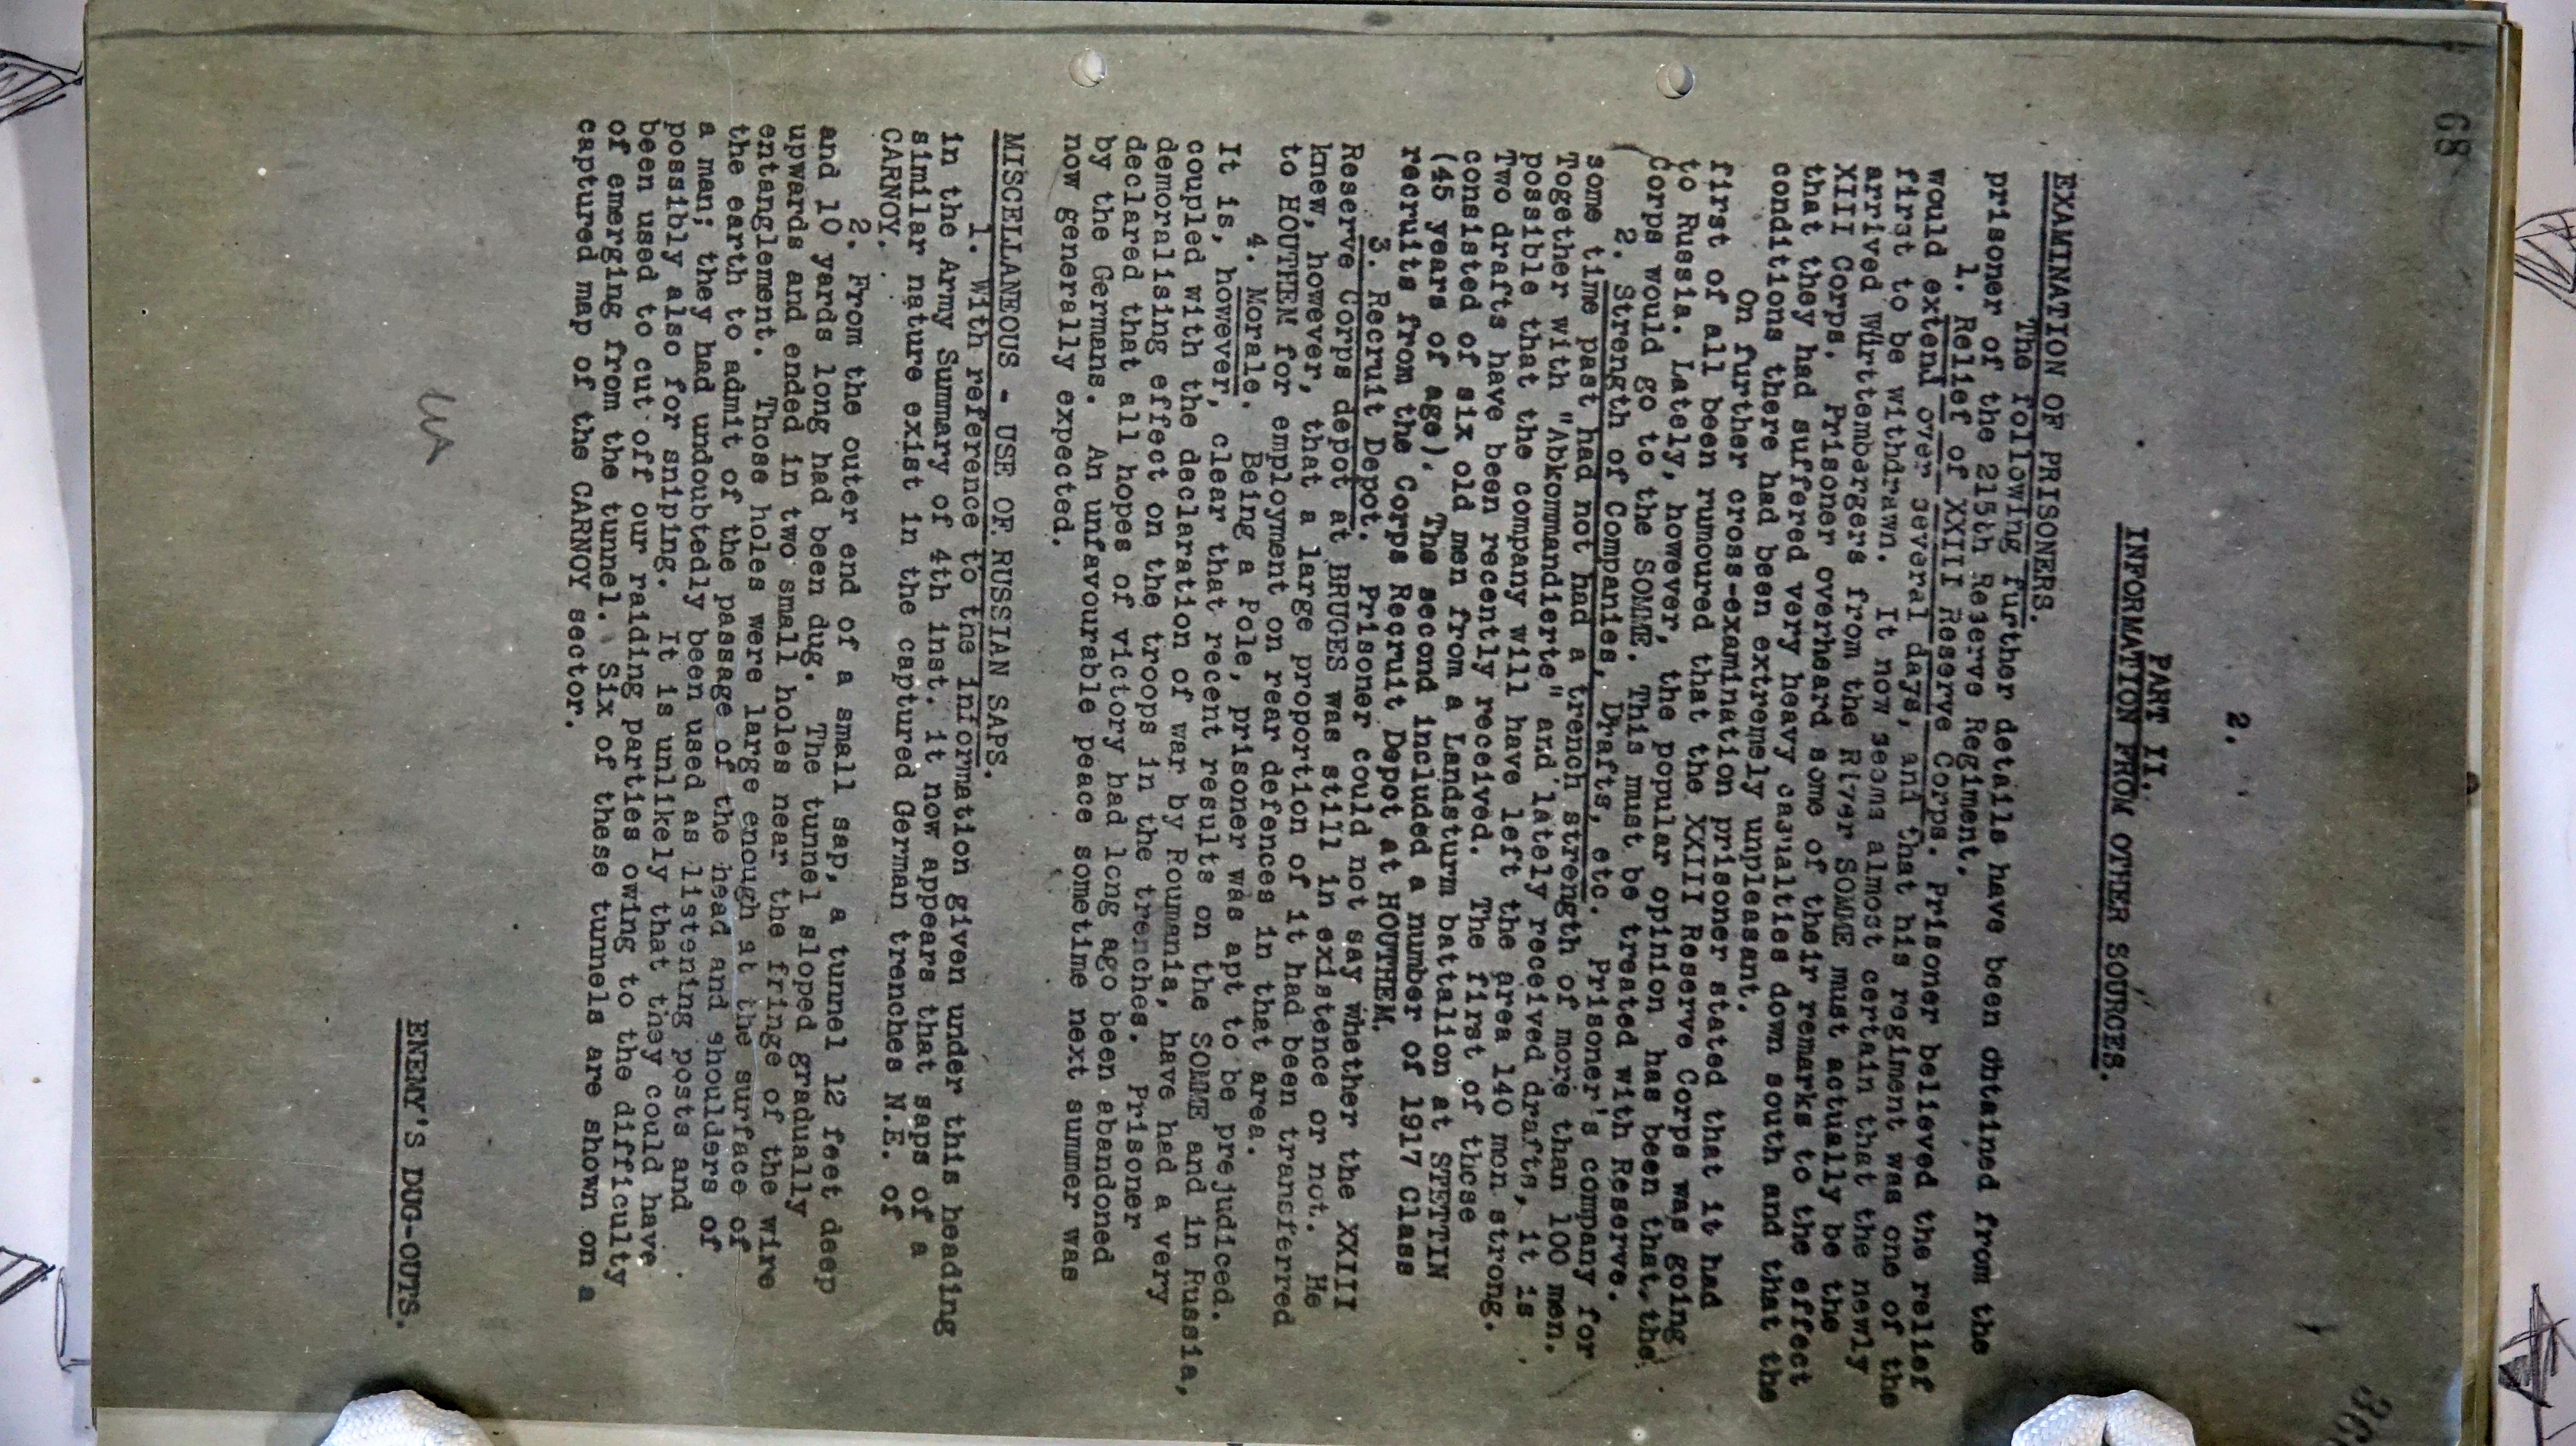 68
2.
PART II.
INFORMATION FROM OTHER SOURCES.
EXAMINATION OF PRISONERS.
The following further details have been obtained from the
prisoner of the 215th Reserve Regiment.
1. Relief of XXIII Reserve Corps. Prisoner believed the relief
would extend over several days, and that his regiment was one of the
first to be withdrawn. It now seems almost certain that the newly
arrived Württembergers from the River SOMME must actually be the
XIII Corps. Prisoner overheard some of their remarks to the effect
that they had suffered very heavy casualties down south and that the
conditions there had been extremely unpleasant.
On further cross-examination prisoner stated that it had
first of all been rumoured that the XXIII Reserve Corps was going
to Russia. Lately, however, the popular opinion has been that the
Corps would go to the SOMME. This must be treated with Reserve.
2. Strength of Companies, Drafts, etc. Prisoner's company for
some time past had not had a trench strength of more than 100 men.
Together with "Abkommandierte" and lately received drafts, it is
possible that the company will have left the area 140 men strong.
Two drafts have been recently received. The first of these
consisted of six old men from a Landsturm battalion at STETTIN
(45 years of age). The second included a number of 1917 Class
recruits from the Corps Recruit Depot at HOUTHEM.
3. Recruit Depot. Prisoner could not say whether the XXIII
Reserve Corps depot at BRUGES was still in existence or not. He
knew, however, that a large proportion of it had been transferred
to HOUTHEM for employment on rear defences in that area.
4. Morale. Being a Pole, prisoner was apt to be prejudiced.
It is, however, clear that recent results on the SOMME and in Russia,
coupled with the declaration of war by Roumania, have had a very
demoralising effect on the troops in the trenches. Prisoner
declared that all hopes of victory had long ago been abandoned
by the Germans. An unfavourable peace sometime next summer was
now generally expected.
MISCELLANEOUS - USE OF RUSSIAN SAPS.
1. With reference to the information given under this heading
in the Army Summary of 4th inst. it now appears that saps of a
similar nature exist in the captured German trenches N.E. of
CARNOY.
2. From the outer end of a small sap, a tunnel 12 feet deep
and 10 yards long had been dug. The tunnel sloped gradually
upwards and ended in two small holes near the fringe of the wire
entanglement. Those holes were large enough at the surface of
the earth to admit of the passage of the head and shoulders of
a man; they had undoubtedly been used as listening posts and
possibly also for sniping. It is unlikely that they could have
been used to cut off our raiding parties owing to the difficulty
of emerging from the tunnel. Six of these tunnels are shown on a
captured map of the CARNOY sector.
ENEMY'S DUG-OUTS.